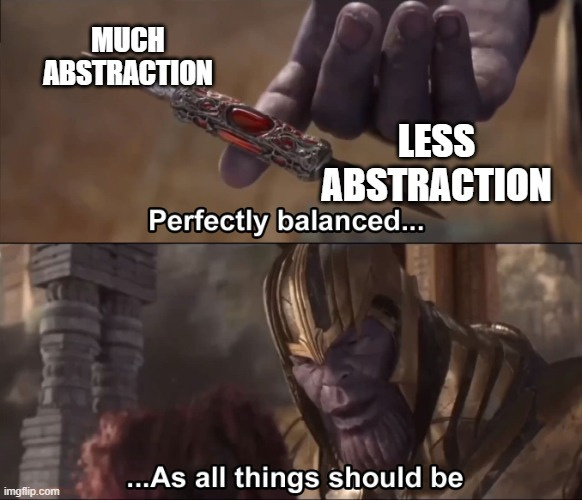 MUCH
ABSTRACTION
LESS
ABSTRACTION
Perfectly balanced...
...As all things should be
imgflip.com